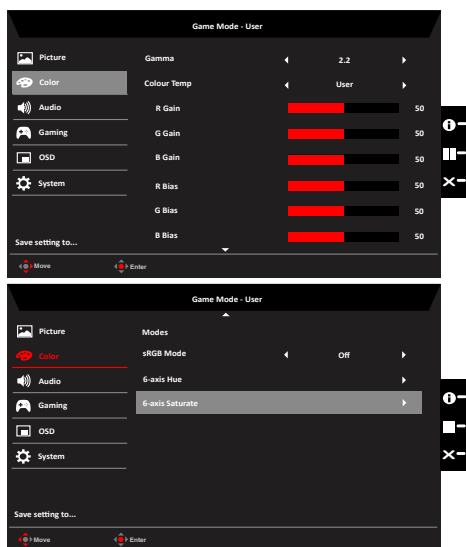 Game Mode - User
Picture Gamma 2.2
Color Colour Temp User
Audio R Gain 50
Gaming G Gain 50
OSD B Gain 50
System R Bias 50
G Bias 50
Save setting to... B Bias 50
Move Enter
Game Mode - User
Picture Modes
Color sRGB Mode Off
Audio 6-axis Hue
Gaming 6-axis Saturate
OSD
System
Save setting to...
Move Enter